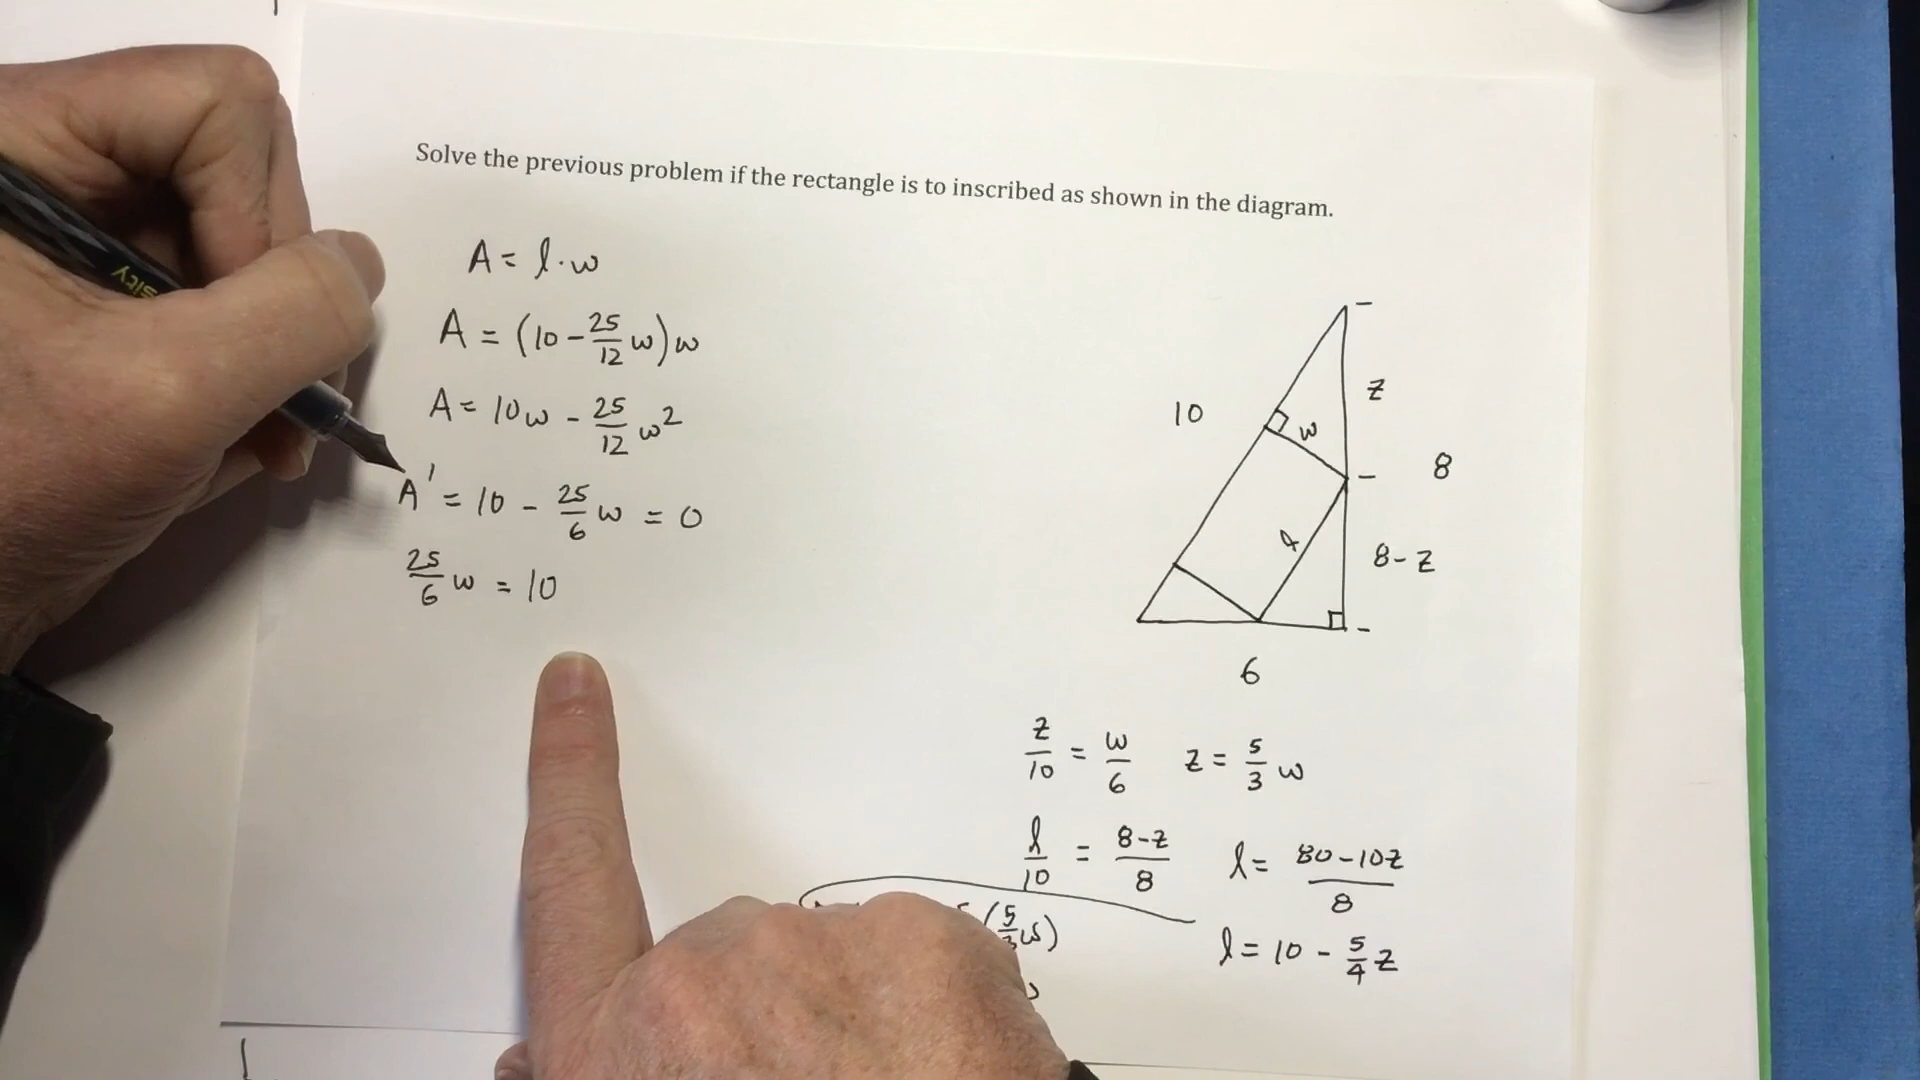 Solve the previous problem if the rectangle is to inscribed as shown in the diagram.
A = l·w
A = (10 - 25/12 w)w
A = 10w - 25/12 w²
A' = 10 - 25/6 w = 0
25/6 w = 10
10
z
w
8
8-z
6
z/10 = w/6 z = 5/3 w
l/10 = 8-z/8 l = 80-10z/8
(5/3 w)
l = 10 - 5/4 z
sity